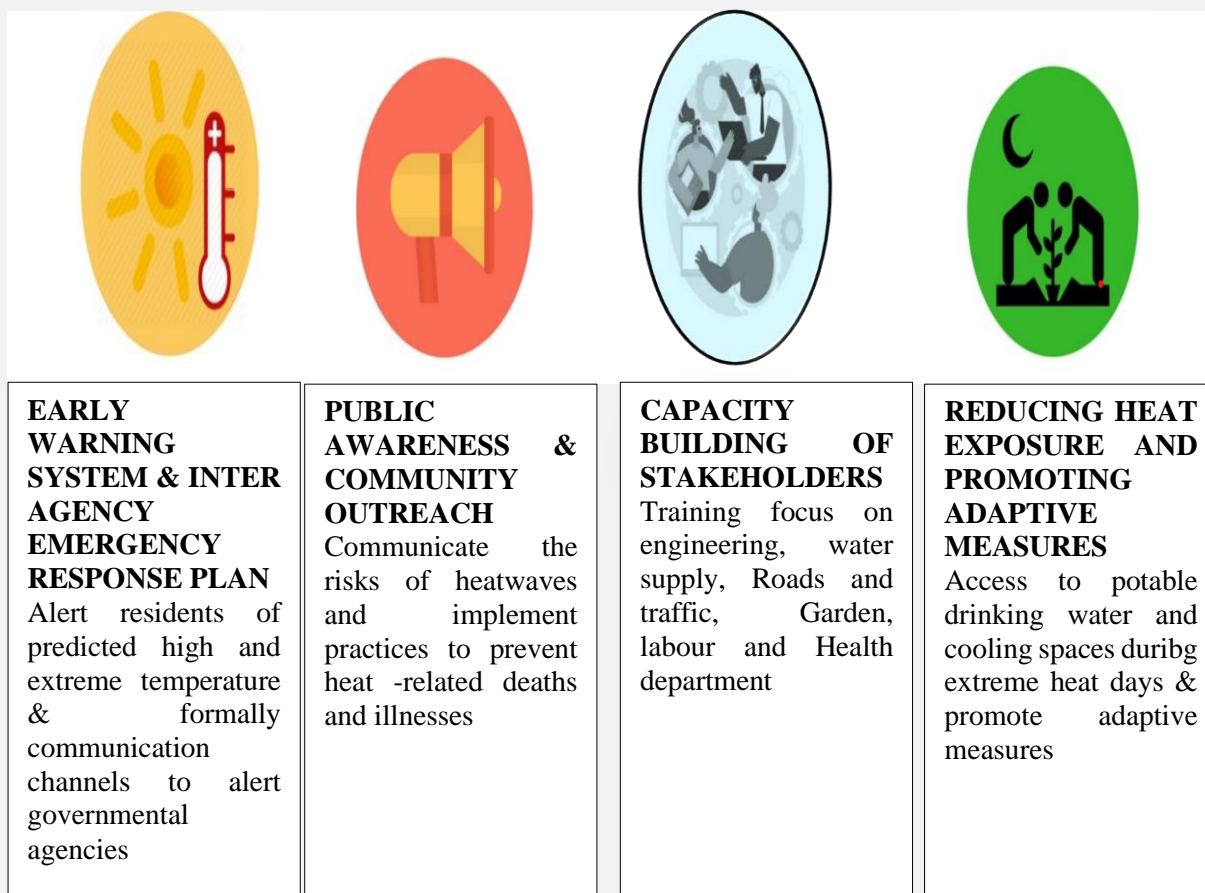 EARLY
WARNING
SYSTEM & INTER
AGENCY
EMERGENCY
RESPONSE PLAN
Alert residents of
predicted high and
extreme temperature
& formally
communication
channels to alert
governmental
agencies
PUBLIC
AWARENESS &
COMMUNITY
OUTREACH
Communicate the
risks of heatwaves
and implement
practices to prevent
heat -related deaths
and illnesses
CAPACITY
BUILDING OF
STAKEHOLDERS
Training focus on
engineering, water
supply, Roads and
traffic, Garden,
labour and Health
department
REDUCING HEAT
EXPOSURE AND
PROMOTING
ADAPTIVE
MEASURES
Access to potable
drinking water and
cooling spaces duribg
extreme heat days &
promote adaptive
measures